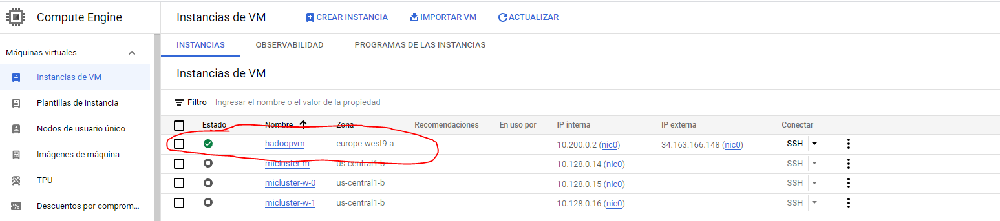 Compute Engine
Instancias de VM
CREAR INSTANCIA
IMPORTAR VM
ACTUALIZAR
Máquinas virtuales
Instancias de VM
Plantillas de instancia
Nodos de usuario único
Imágenes de máquina
TPU
Descuentos por comprom...
INSTANCIAS OBSERVABILIDAD PROGRAMAS DE LAS INSTANCIAS
Instancias de VM
Filtro Ingresar el nombre o el valor de la propiedad
Estado Nombre Zona Recomendaciones En uso por IP interna IP externa Conectar
hadoopvm europe-west9-a 10.200.0.2 (nic0) 34.163.166.148 (nic0) SSH
micluster-m us-central1-b 10.128.0.14 (nic0) SSH
micluster-w-0 us-central1-b 10.128.0.15 (nic0) SSH
micluster-w-1 us-central1-b 10.128.0.16 (nic0) SSH